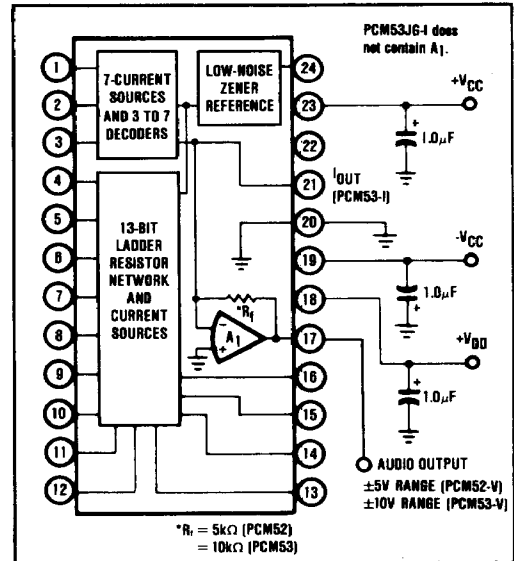 PCM53JG-I does
not contain A1.
1
2
3
4
5
6
7
8
9
10
11
12
7-CURRENT
SOURCES
AND 3 TO 7
DECODERS
LOW-NOISE
ZENER
REFERENCE
13-BIT
LADDER
RESISTOR
NETWORK
AND
CURRENT
SOURCES
*Rf
−
+
A1
24
23
22
21
20
19
18
17
16
15
14
13
+VCC
+
1.0μF
IOUT
(PCM53-I)
-VCC
1.0μF
+
+VDD
+
1.0μF
AUDIO OUTPUT
±5V RANGE (PCM52-V)
±10V RANGE (PCM53-V)
*Rf = 5kΩ (PCM52)
= 10kΩ (PCM53)